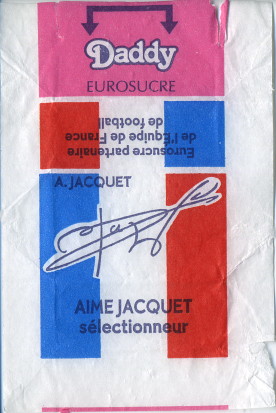 Daddy
EUROSUCRE
Eurosucre partenaire
de l'Equipe de France
de football
A. JACQUET
AIME JACQUET
sélectionneur